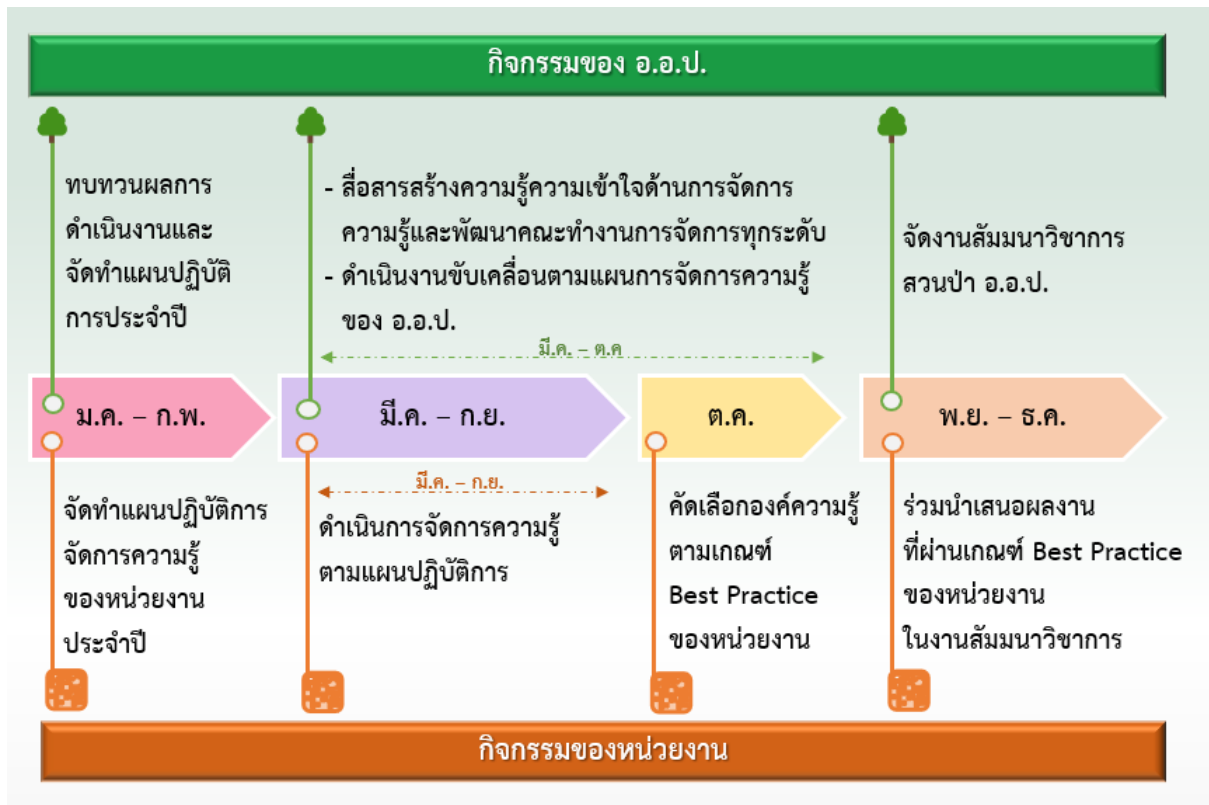 กิจกรรมของ อ.อ.ป.
ทบทวนผลการ
ดำเนินงานและ
จัดทำแผนปฏิบัติ
การประจำปี
- สื่อสารสร้างความรู้ความเข้าใจด้านการจัดการ
ความรู้และพัฒนาคณะทำงานการจัดการทุกระดับ
- ดำเนินงานขับเคลื่อนตามแผนการจัดการความรู้
ของ อ.อ.ป.
จัดงานสัมมนาวิชาการ
สวนป่า อ.อ.ป.
มี.ค. – ต.ค
ม.ค. – ก.พ.
มี.ค. – ก.ย.
ต.ค.
พ.ย. – ธ.ค.
จัดทำแผนปฏิบัติการ
จัดการความรู้
ของหน่วยงาน
ประจำปี
มี.ค. – ก.ย.
ดำเนินการจัดการความรู้
ตามแผนปฏิบัติการ
คัดเลือกองค์ความรู้
ตามเกณฑ์
Best Practice
ของหน่วยงาน
ร่วมนำเสนอผลงาน
ที่ผ่านเกณฑ์ Best Practice
ของหน่วยงาน
ในงานสัมมนาวิชาการ
กิจกรรมของหน่วยงาน